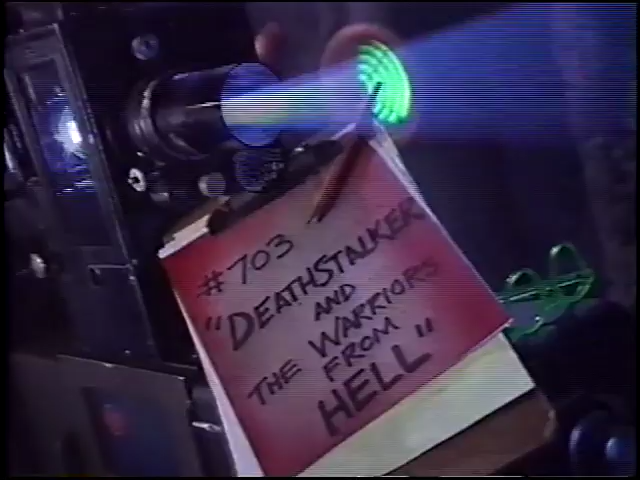 #703
"DEATHSTALKER
AND
THE WARRIORS
FROM
HELL"